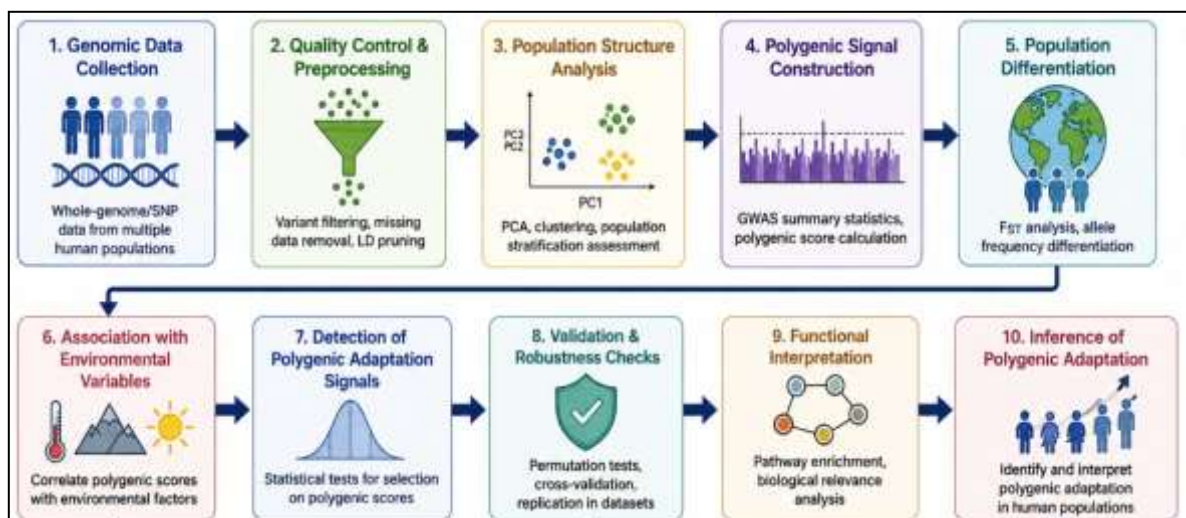 1. Genomic Data
Collection
Whole-genome/SNP
data from multiple
human populations
2. Quality Control &
Preprocessing
Variant filtering, missing
data removal, LD pruning
3. Population Structure
Analysis
PC2
PC2
PC1
PCA, clustering, population
stratification assessment
4. Polygenic Signal
Construction
GWAS summary statistics,
polygenic score calculation
5. Population
Differentiation
FST analysis, allele
frequency differentiation
6. Association with
Environmental
Variables
Correlate polygenic scores
with environmental factors
7. Detection of
Polygenic Adaptation
Signals
Statistical tests for selection
on polygenic scores
8. Validation &
Robustness Checks
Permutation tests,
cross-validation,
replication in datasets
9. Functional
Interpretation
Pathway enrichment,
biological relevance
analysis
10. Inference of
Polygenic Adaptation
Identify and interpret
polygenic adaptation
in human populations